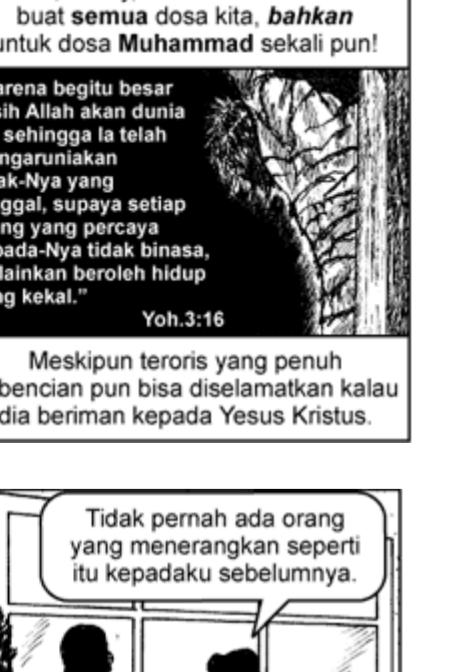 buat semua dosa kita, bahkan
untuk dosa Muhammad sekali pun!
arena begitu besar
sih Allah akan dunia
sehingga Ia telah
ngaruniakan
ak-Nya yang
ggal, supaya setiap
ng yang percaya
pada-Nya tidak binasa,
lainkan beroleh hidup
ng kekal."
Yoh.3:16
Meskipun teroris yang penuh
bencian pun bisa diselamatkan kalau
dia beriman kepada Yesus Kristus.
Tidak pernah ada orang
yang menerangkan seperti
itu kepadaku sebelumnya.